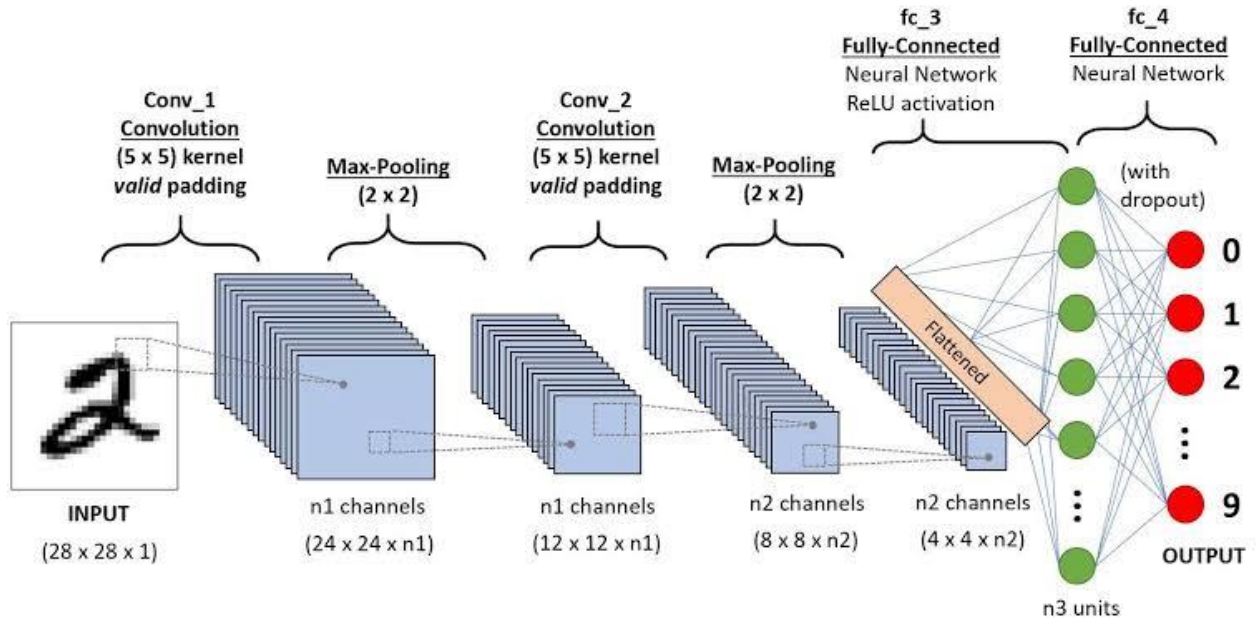 fc_3
Fully-Connected
Neural Network
ReLU activation
fc_4
Fully-Connected
Neural Network
Conv_1
Convolution
(5 x 5) kernel
valid padding
Max-Pooling
(2 x 2)
Conv_2
Convolution
(5 x 5) kernel
valid padding
Max-Pooling
(2 x 2)
(with
dropout)
Flattened
0
1
2
9
INPUT
(28 x 28 x 1)
n1 channels
(24 x 24 x n1)
n1 channels
(12 x 12 x n1)
n2 channels
(8 x 8 x n2)
n2 channels
(4 x 4 x n2)
OUTPUT
n3 units
2